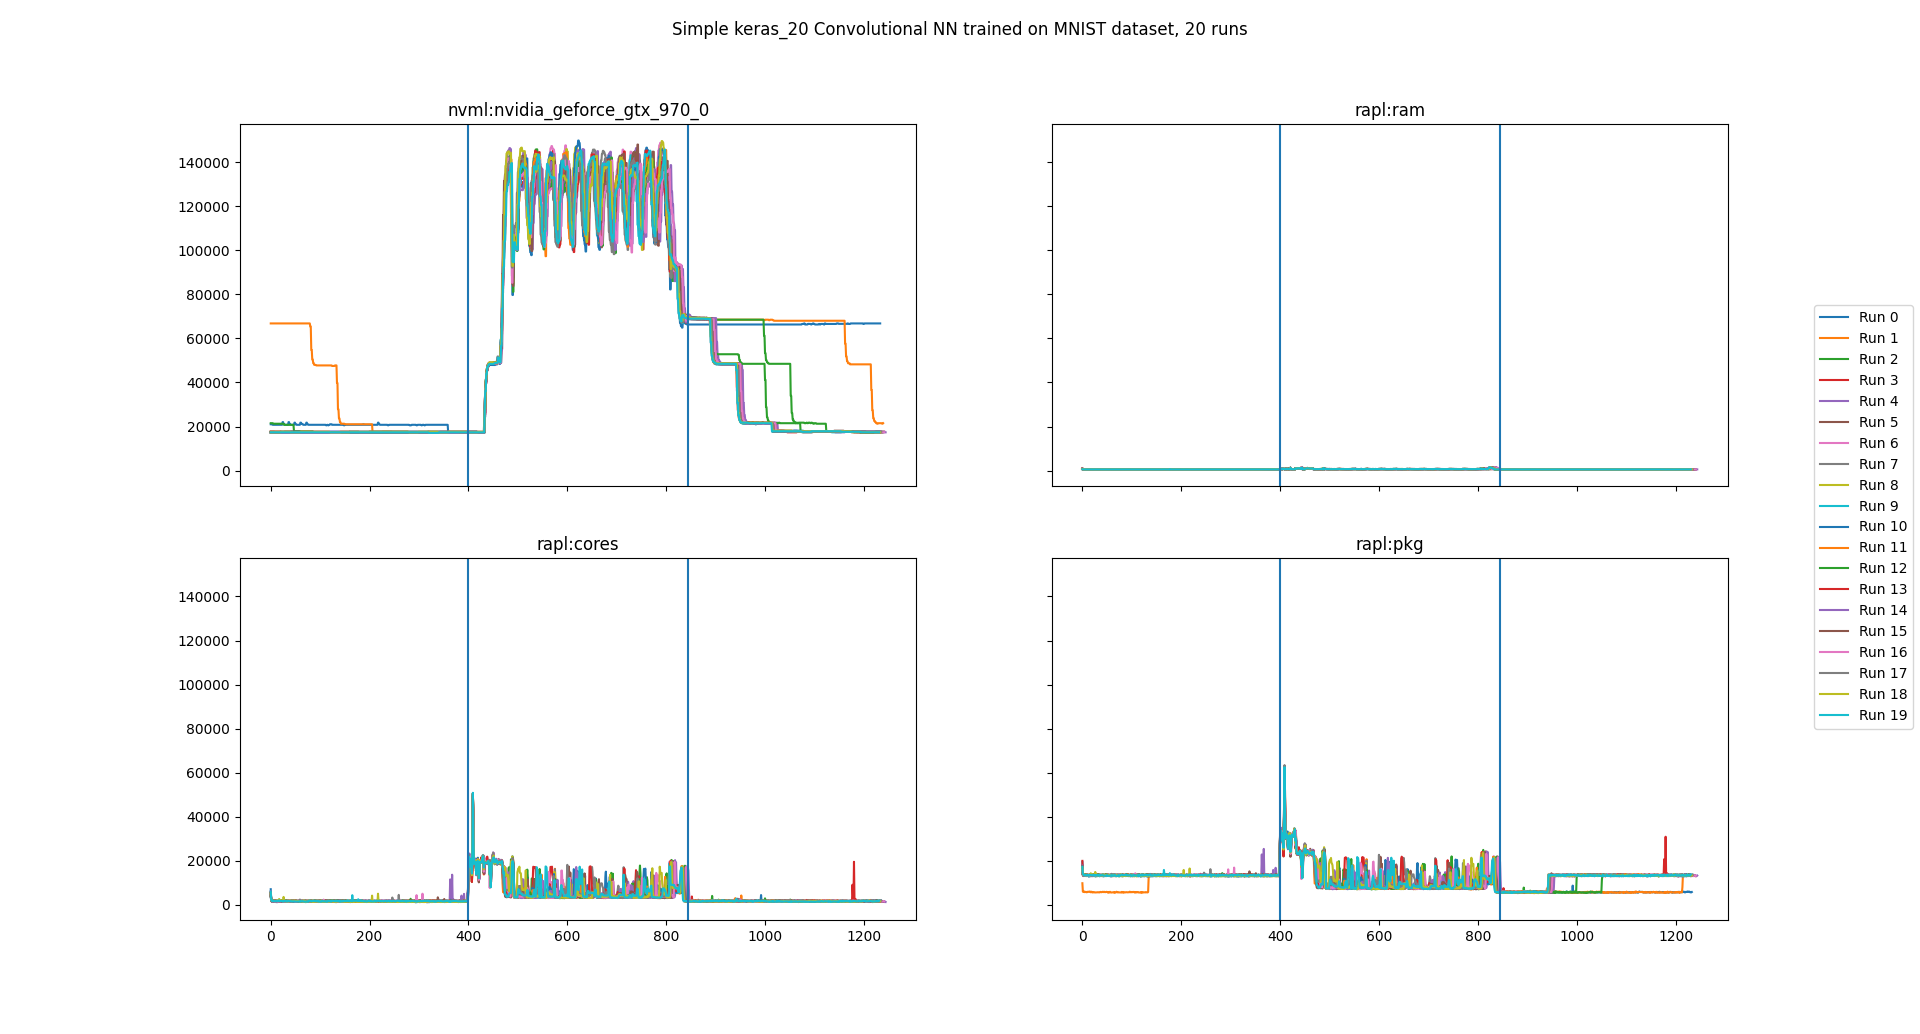 Simple keras_20 Convolutional NN trained on MNIST dataset, 20 runs
nvml:nvidia_geforce_gtx_970_0
140000
120000
100000
80000
60000
40000
20000
0
rapl:ram
rapl:cores
140000
120000
100000
80000
60000
40000
20000
0
0 200 400 600 800 1000 1200
rapl:pkg
0 200 400 600 800 1000 1200
Run 0
Run 1
Run 2
Run 3
Run 4
Run 5
Run 6
Run 7
Run 8
Run 9
Run 10
Run 11
Run 12
Run 13
Run 14
Run 15
Run 16
Run 17
Run 18
Run 19